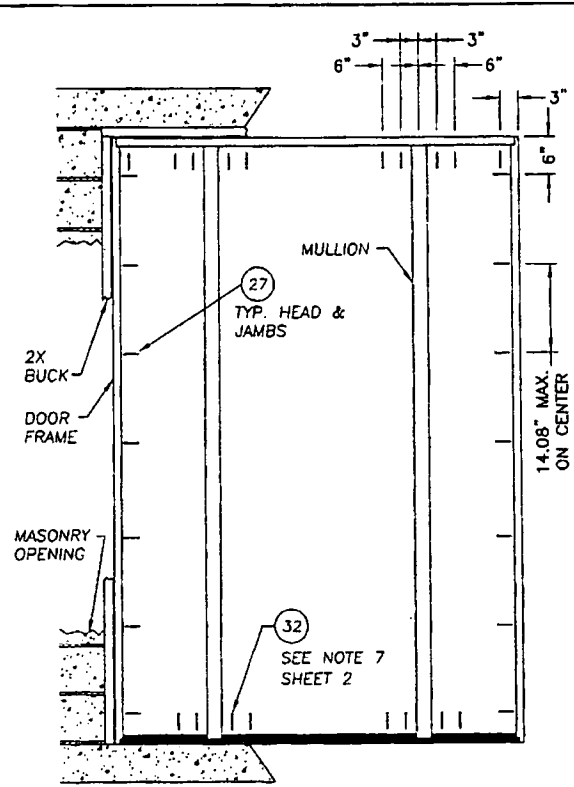 3" 3"
6" 6"
3"
6"
MULLION
27
TYP. HEAD &
JAMBS
2X
BUCK
DOOR
FRAME
14.08" MAX.
ON CENTER
MASONRY
OPENING
32
SEE NOTE 7
SHEET 2